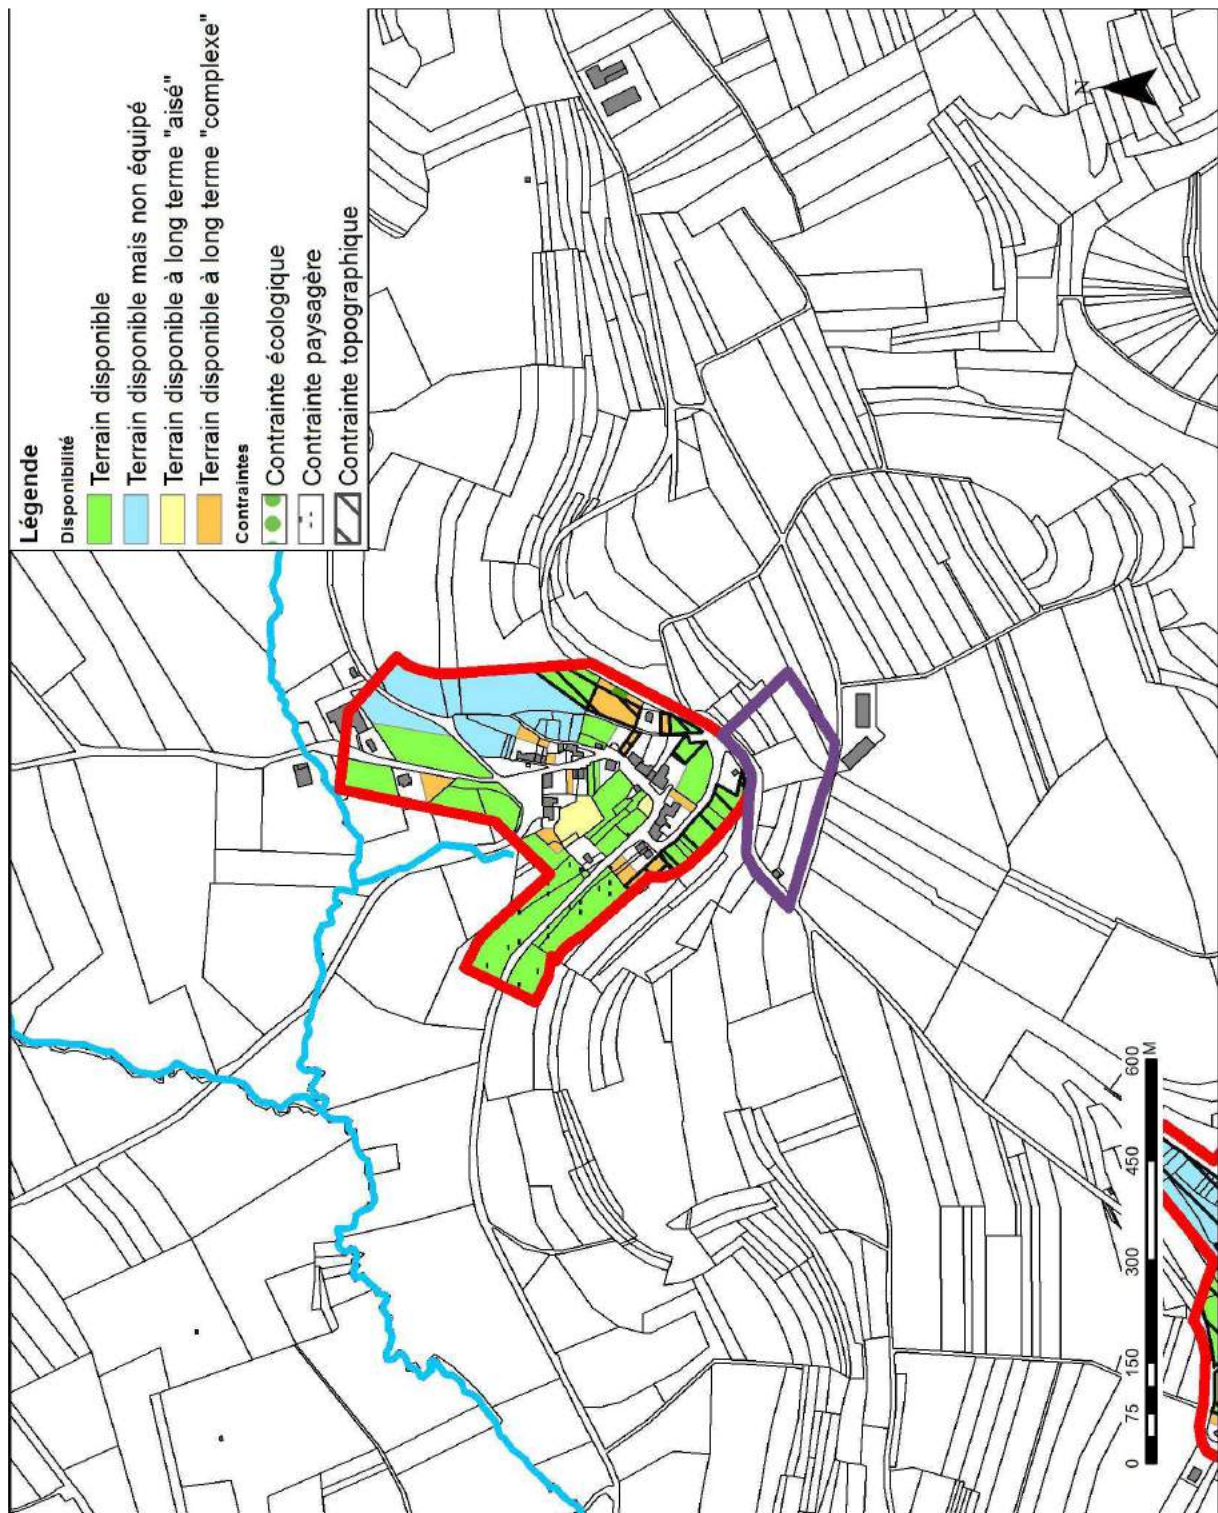 Légende
Disponibilité
Terrain disponible
Terrain disponible mais non équipé
Terrain disponible à long terme "aisé"
Terrain disponible à long terme "complexe"
Contraintes
Contrainte écologique
Contrainte paysagère
Contrainte topographique
N
0 75 150 300 450 600
M